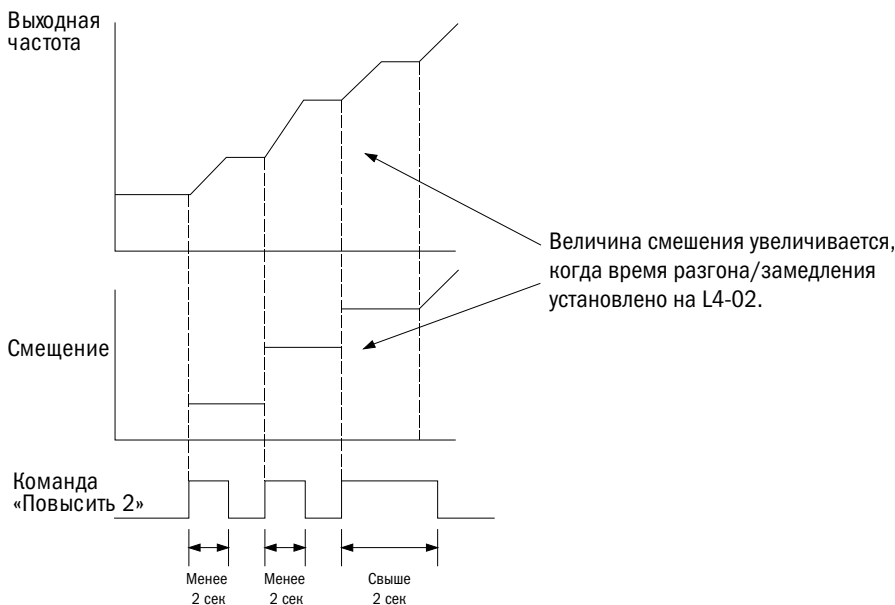 Выходная
частота
Величина смешения увеличивается,
когда время разгона/замедления
установлено на L4-02.
Смещение
Команда
«Повысить 2»
Менее
2 сек
Менее
2 сек
Свыше
2 сек